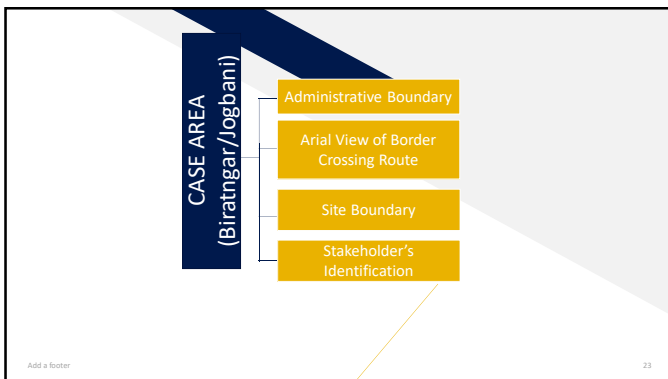 CASE AREA
(Biratngar/Jogbani)
Administrative Boundary
Arial View of Border
Crossing Route
Site Boundary
Stakeholder's
Identification
Add a footer
23